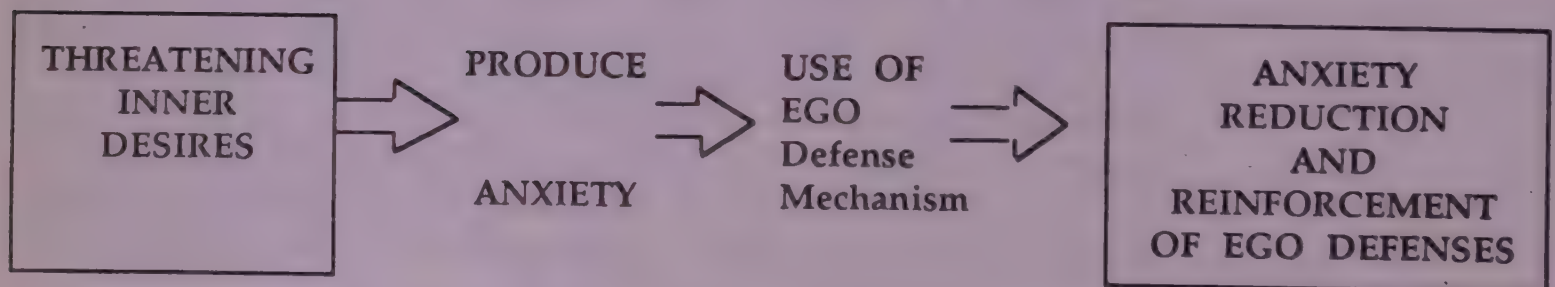 THREATENING
INNER
DESIRES
PRODUCE
ANXIETY
USE OF
EGO
Defense
Mechanism
ANXIETY
REDUCTION
AND
REINFORCEMENT
OF EGO DEFENSES